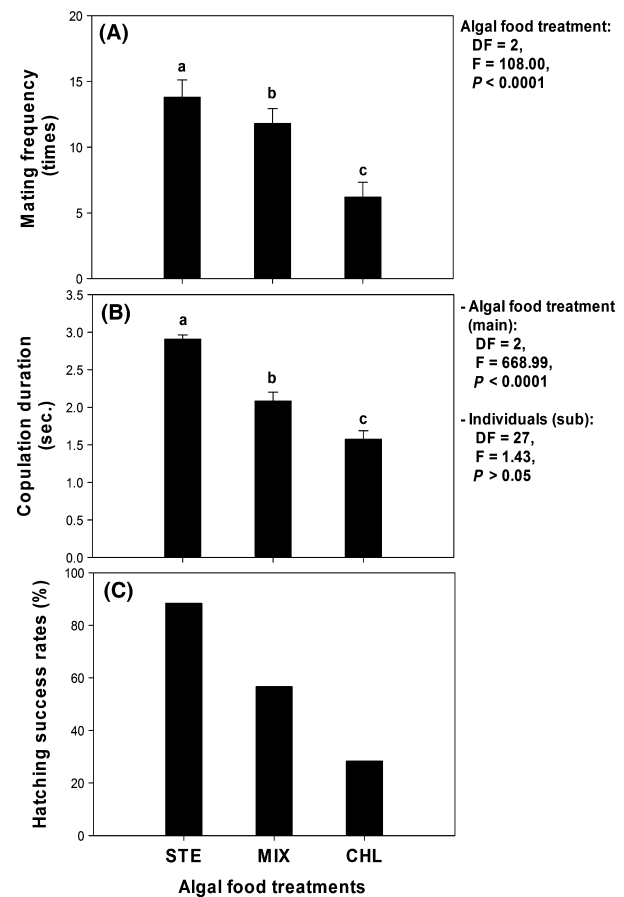 (A)
Mating frequency
(times)
20
15
10
5
0
a
b
c
Algal food treatment:
DF = 2,
F = 108.00,
P < 0.0001
(B)
Copulation duration
(sec.)
3.5
3.0
2.5
2.0
1.5
1.0
0.5
0.0
a
b
c
- Algal food treatment
(main):
DF = 2,
F = 668.99,
P < 0.0001
- Individuals (sub):
DF = 27,
F = 1.43,
P > 0.05
(C)
Hatching success rates (%)
100
80
60
40
20
0
STE MIX CHL
Algal food treatments